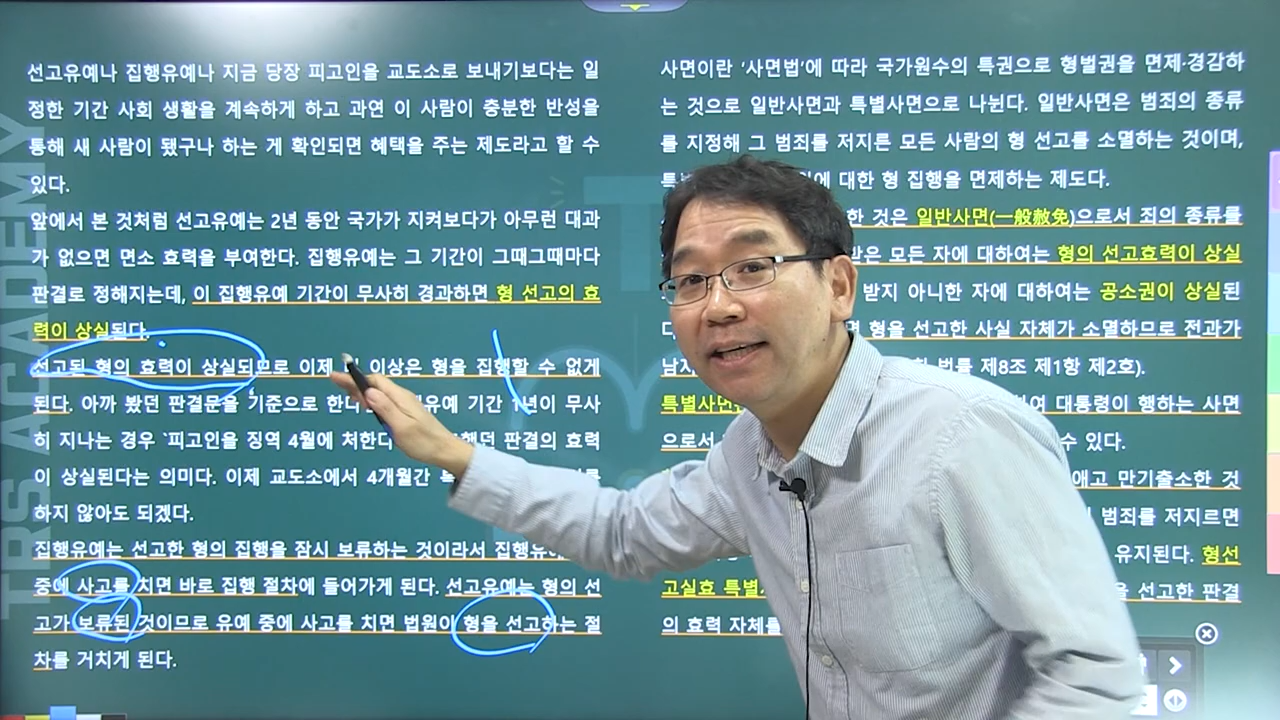 선고유예나 집행유예나 지금 당장 피고인을 교도소로 보내기보다는 일
정한 기간 사회 생활을 계속하게 하고 과연 이 사람이 충분한 반성을
통해 새 사람이 됐구나 하는 게 확인되면 혜택을 주는 제도라고 할 수
있다.
앞에서 본 것처럼 선고유예는 2년 동안 국가가 지켜보다가 아무런 대과
가 없으면 면소 효력을 부여한다. 집행유예는 그 기간이 그때그때마다
판결로 정해지는데, 이 집행유예 기간이 무사히 경과하면 형 선고의 효
력이 상실된다.
선고된 형의 효력이 상실되므로 이제 이상은 형을 집행할 수 없게
된다. 아까 봤던 판결문을 기준으로 한다 유예 기간 1년이 무사
히 지나는 경우 '피고인을 징역 4월에 처한다 했던 판결의 효력
이 상실된다는 의미다. 이제 교도소에서 4개월간
하지 않아도 되겠다.
집행유예는 선고한 형의 집행을 잠시 보류하는 것이라서 집행유예
중에 사고를 치면 바로 집행 절차에 들어가게 된다. 선고유예는 형의 선
고가 보류된 것이므로 유예 중에 사고를 치면 법원이 형을 선고하는 절
차를 거치게 된다.
사면이란 '사면법'에 따라 국가원수의 특권으로 형벌권을 면제·경감하
는 것으로 일반사면과 특별사면으로 나뉜다. 일반사면은 범죄의 종류
를 지정해 그 범죄를 저지른 모든 사람의 형 선고를 소멸하는 것이며,
특 에 대한 형 집행을 면제하는 제도다.
한 것은 일반사면(一般赦免)으로서 죄의 종류를
받은 모든 자에 대하여는 형의 선고효력이 상실
받지 아니한 자에 대하여는 공소권이 상실된
다 면 형을 선고한 사실 자체가 소멸하므로 전과가
남지 법률 제8조 제1항 제2호).
특별사면은 하여 대통령이 행하는 사면
으로서 수 있다.
애고 만기출소한 것
범죄를 저지르면
유지된다. 형선
고실효 특별 을 선고한 판결
의 효력 자체를
TRS ACADEMY